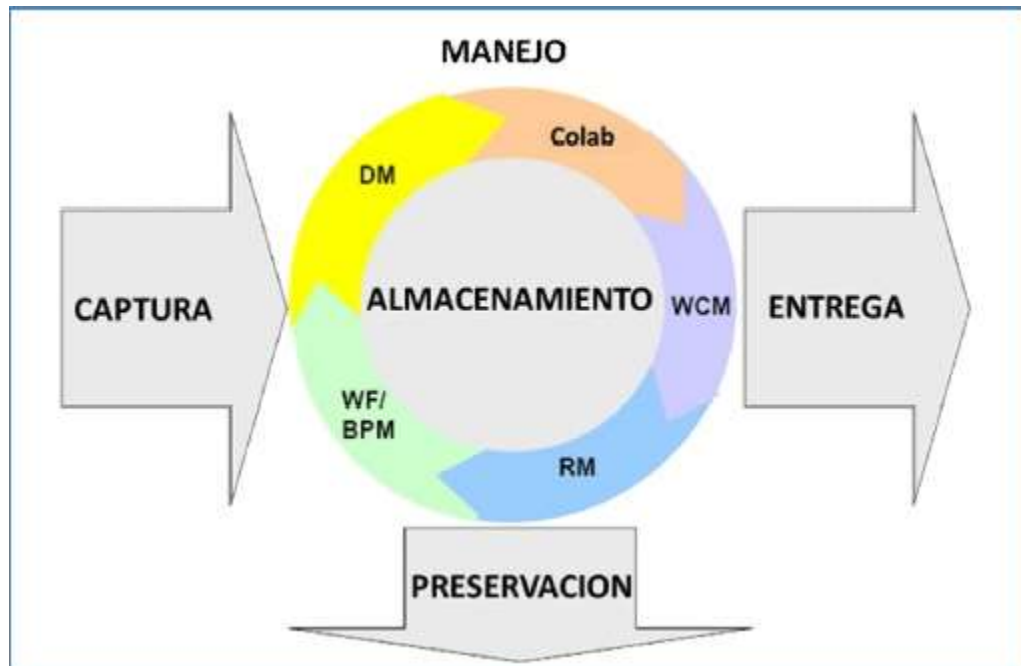 MANEJO
Colab
DM
CAPTURA
ALMACENAMIENTO
WCM
ENTREGA
WF/
BPM
RM
PRESERVACION